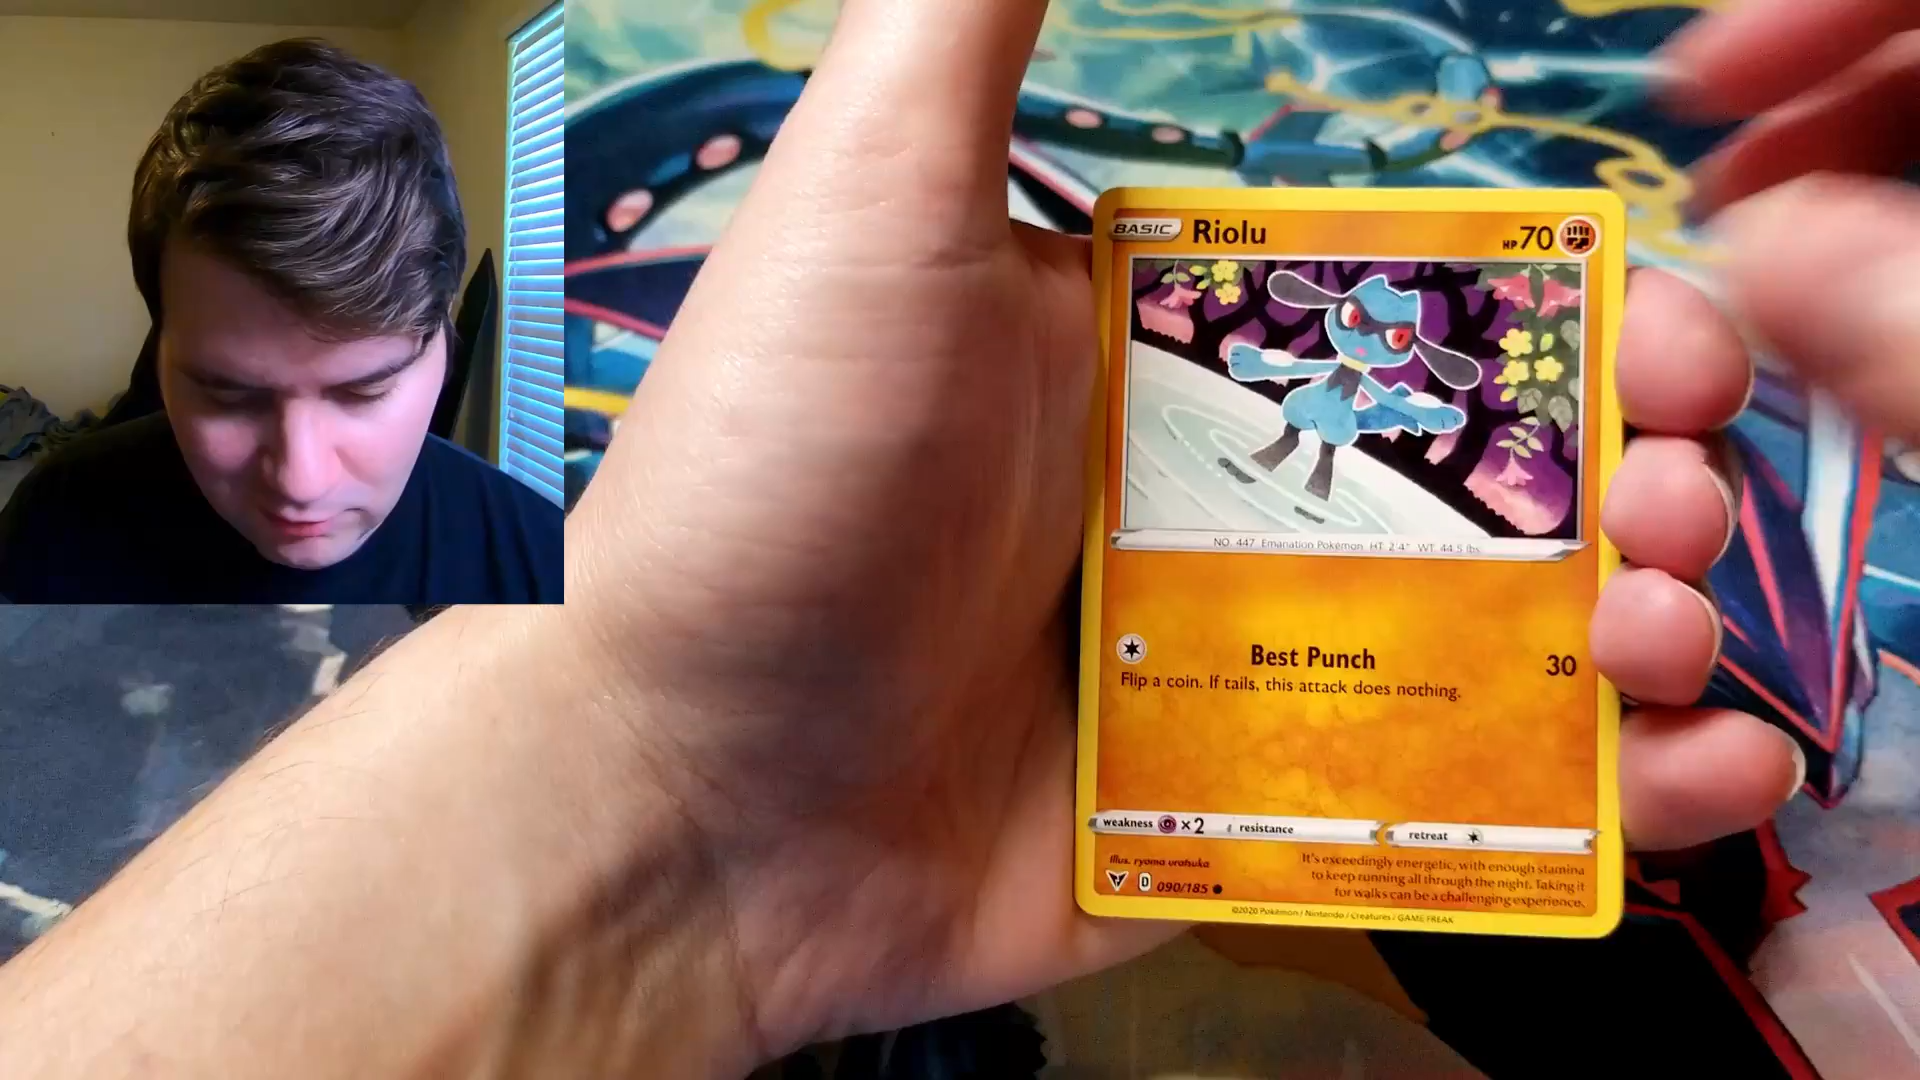 BASIC Riolu HP 70
NO. 447 Emanation Pokémon HT: 2'4" WT: 44.5 lbs.
Best Punch 30
Flip a coin. If tails, this attack does nothing.
weakness ×2 resistance retreat
Illus. ryoma uratsuka
D 090/185
It's exceedingly energetic, with enough stamina
to keep running all through the night. Taking it
for walks can be a challenging experience.
©2020 Pokémon / Nintendo / Creatures / GAME FREAK